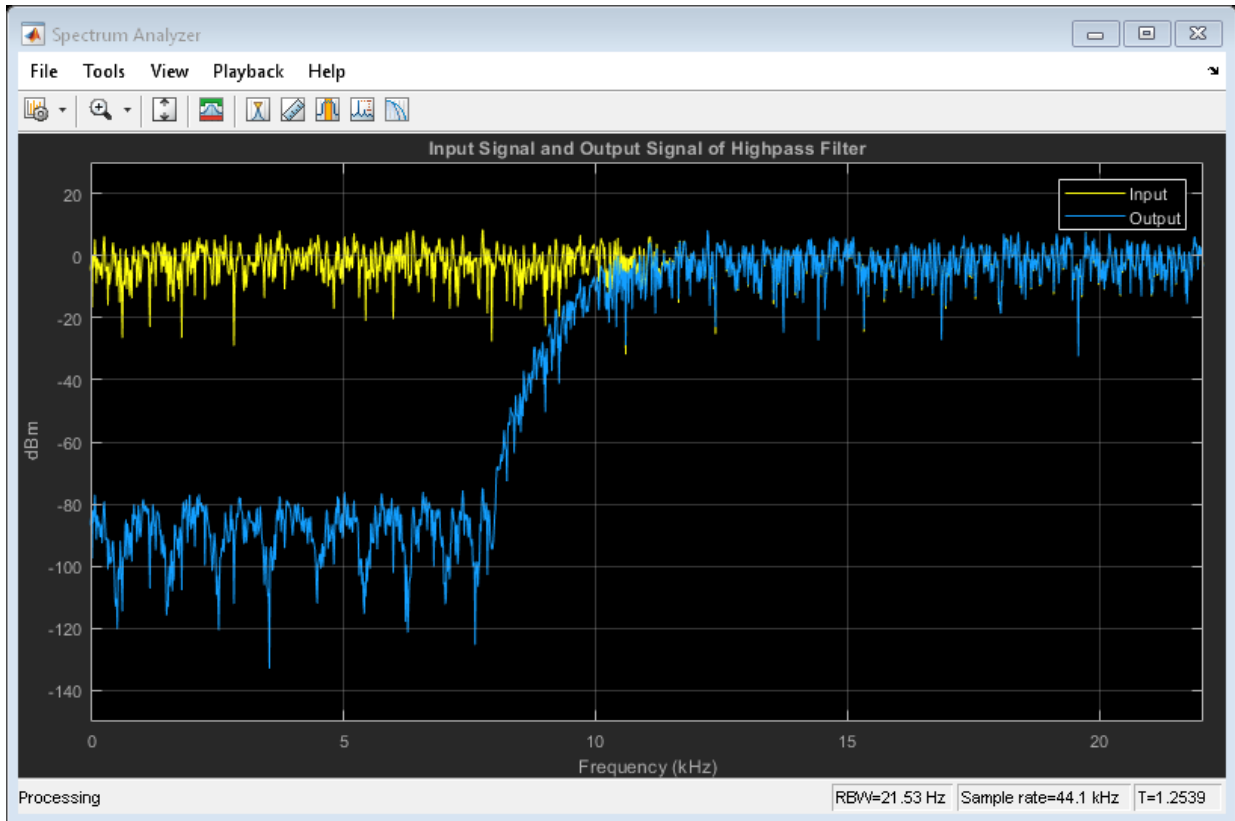 Spectrum Analyzer
File Tools View Playback Help
Input Signal and Output Signal of Highpass Filter
Input
Output
20
0
-20
-40
-60
-80
-100
-120
-140
dBm
0 5 10 15 20
Frequency (kHz)
Processing RBW=21.53 Hz Sample rate=44.1 kHz T=1.2539